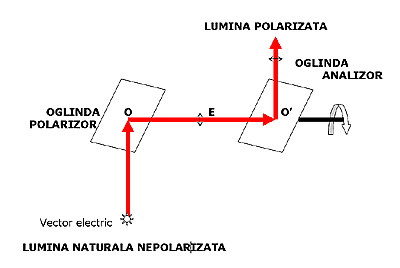 LUMINA POLARIZATA
OGLINDA
ANALIZOR
OGLINDA
POLARIZOR
O
E
O'
Vector electric
LUMINA NATURALA NEPOLARIZATA